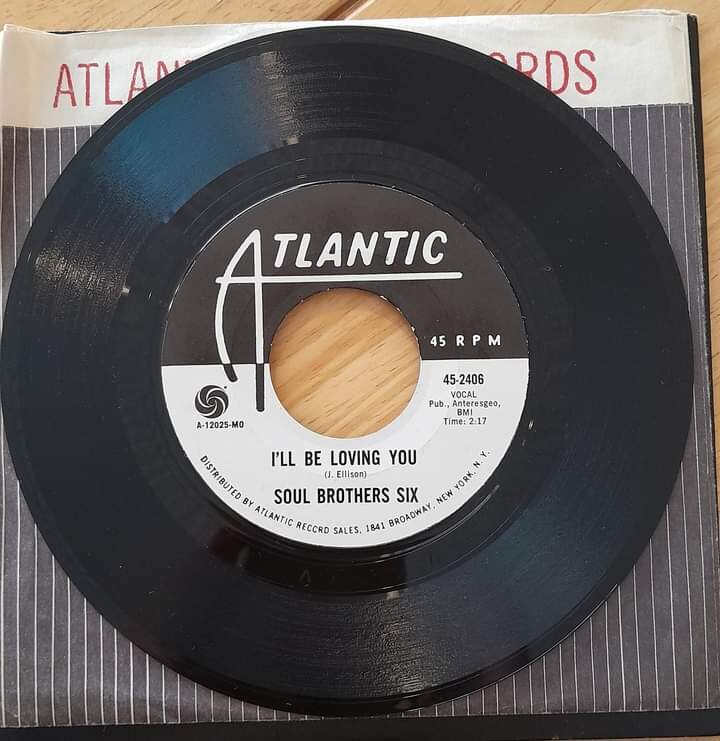 ATLAN ORDS
ATLANTIC
45 RPM
45-2406
VOCAL
Pub., Anteresgeo,
BMI
Time: 2:17
A-12025-MO
I'LL BE LOVING YOU
(J. Ellison)
SOUL BROTHERS SIX
DISTRIBUTED BY ATLANTIC RECCRD SALES, 1841 BROADWAY, NEW YORK, N.Y.